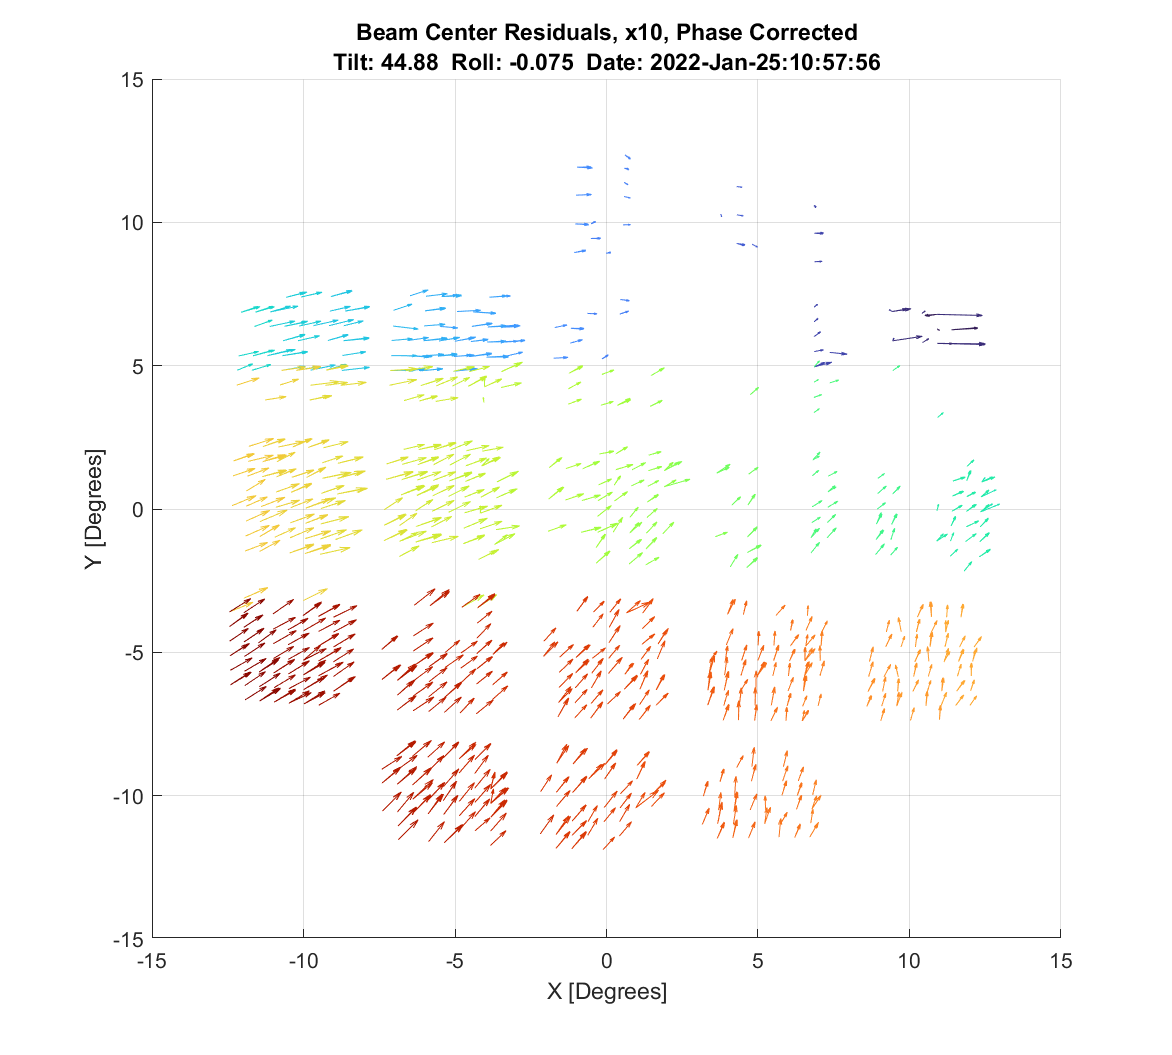 Beam Center Residuals, x10, Phase Corrected
Tilt: 44.88 Roll: -0.075 Date: 2022-Jan-25:10:57:56
15
10
5
0
-5
-10
-15
Y [Degrees]
-15 -10 -5 0 5 10 15
X [Degrees]